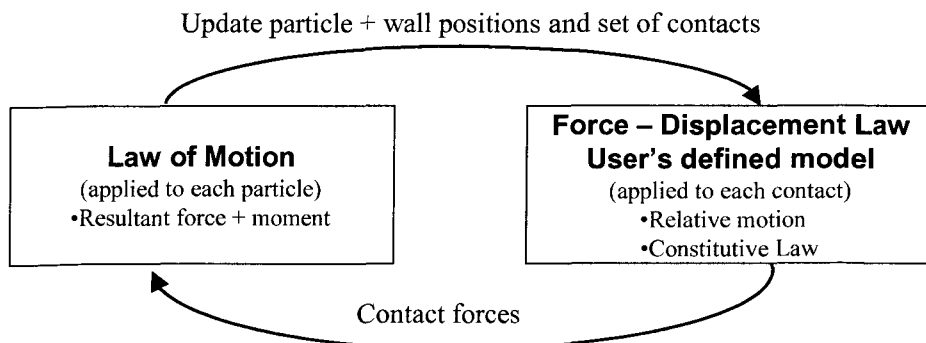 Update particle + wall positions and set of contacts
Law of Motion
(applied to each particle)
•Resultant force + moment
Force – Displacement Law
User's defined model
(applied to each contact)
•Relative motion
•Constitutive Law
Contact forces